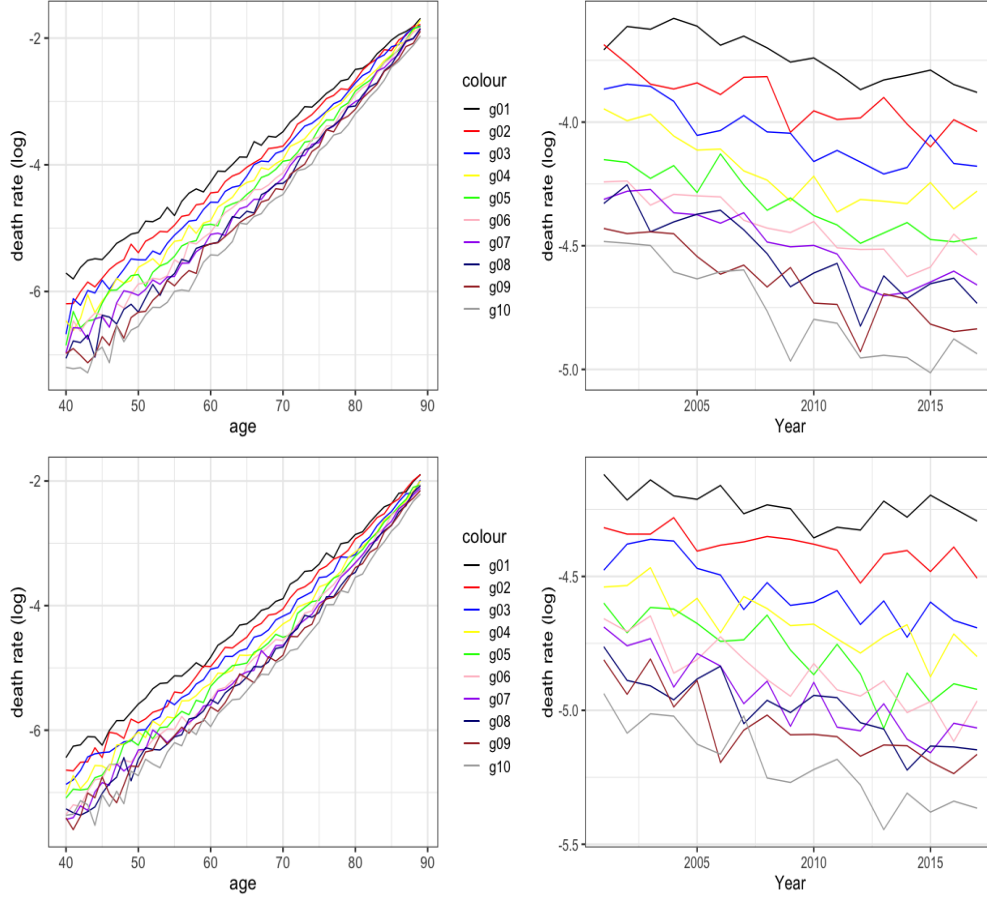 death rate (log)
-2
-4
-6
40
50
60
70
80
90
age
colour
g01
g02
g03
g04
g05
g06
g07
g08
g09
g10
death rate (log)
-4.0
-4.5
-5.0
2005
2010
2015
Year
death rate (log)
-2
-4
-6
40
50
60
70
80
90
age
colour
g01
g02
g03
g04
g05
g06
g07
g08
g09
g10
death rate (log)
-4.5
-5.0
-5.5
2005
2010
2015
Year